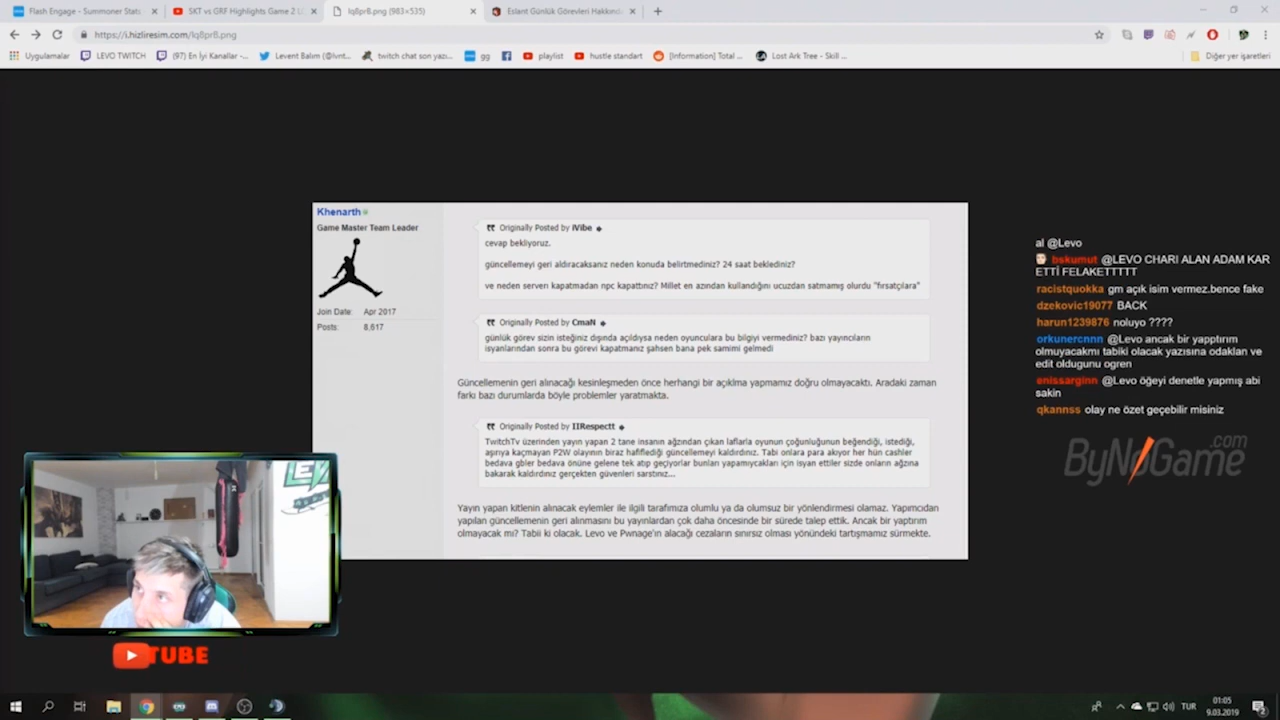 Flash Engage - Summoner Stats
SKT vs GRF Highlights Game 2 L
lq8pr8.png (983×535)
Eslant Günlük Görevleri Hakkında
https://i.hizliresim.com/lq8pr8.png
Uygulamalar
LEVO TWITCH
(97) En İyi Kanallar -...
Levent Balım (@lvnt...
twitch chat son yazı...
gg
playlist
hustle standart
[Information] Total ...
Lost Ark Tree - Skill ...
Diğer yer işaretleri
Khenarth
Game Master Team Leader
Join Date: Apr 2017
Posts: 8,617
Originally Posted by iVibe
cevap bekliyoruz.
güncellemeyi geri aldıracaksanız neden konuda belirtmediniz? 24 saat beklediniz?
ve neden serverı kapatmadan npc kapattınız? Millet en azından kullandığını ucuzdan satmamış olurdu "fırsatçılara"
Originally Posted by CmaN
günlük görev sizin isteğiniz dışında açıldıysa neden oyunculara bu bilgiyi vermediniz? bazı yayıncıların
isyanlarından sonra bu görevi kapatmanız şahsen bana pek samimi gelmedi
Güncellemenin geri alınacağı kesinleşmeden önce herhangi bir açıklma yapmamız doğru olmayacaktı. Aradaki zaman
farkı bazı durumlarda böyle problemler yaratmakta.
Originally Posted by IIRespectt
TwitchTv üzerinden yayın yapan 2 tane insanın ağzından çıkan laflarla oyunun çoğunluğunun beğendiği, istediği,
aşırıya kaçmayan P2W olayının biraz hafiflediği güncellemeyi kaldırdınız. Tabi onlara para akıyor her hün cashler
bedava gbler bedava önüne gelene tek atıp geçiyorlar bunları yapamıycakları için isyan ettiler sizde onların ağzına
bakarak kaldırdınız gerçekten güvenleri sarstınız...
Yayın yapan kitlenin alınacak eylemler ile ilgili tarafımıza olumlu ya da olumsuz bir yönlendirmesi olamaz. Yapımcıdan
yapılan güncellemenin geri alınmasını bu yayınlardan çok daha öncesinde bir sürede talep ettik. Ancak bir yaptırım
olmayacak mı? Tabii ki olacak. Levo ve Pwnage'ın alacağı cezaların sınırsız olması yönündeki tartışmamız sürmekte.
al @Levo
bskumut @LEVO CHARI ALAN ADAM KAR
ETTİ FELAKETTTTT
racistquokka gm açık isim vermez.bence fake
dzekovic19077 BACK
harun1239876 noluyo ????
orkunercnnn @Levo ancak bir yapptırım
olmuyacakmı tabiki olacak yazısına odaklan ve
edit oldugunu ogren
enissarginn @Levo öğeyi denetle yapmış abi
sakin
qkannss olay ne özet geçebilir misiniz
ByNoGame.com
LEV
TUBE
TUR
01:05
9.03.2019